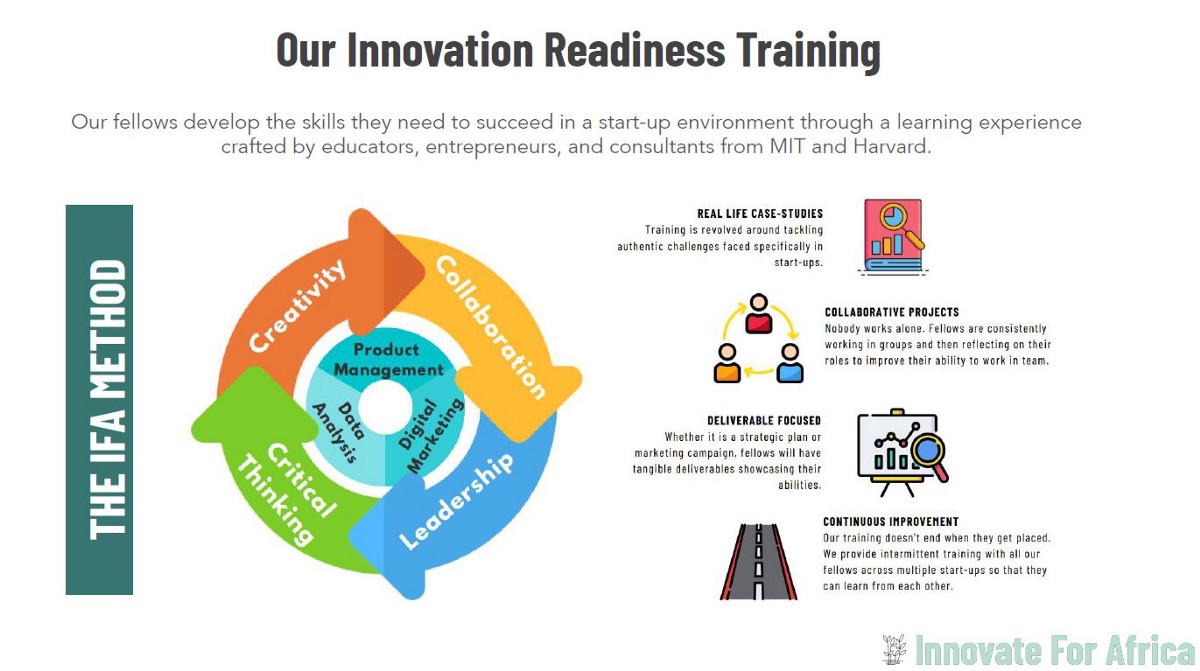 Our Innovation Readiness Training
Our fellows develop the skills they need to succeed in a start-up environment through a learning experience
crafted by educators, entrepreneurs, and consultants from MIT and Harvard.
THE IFA METHOD
Creativity
Collaboration
Leadership
Critical
Thinking
Product
Management
Digital
Marketing
Data
Analysis
REAL LIFE CASE-STUDIES
Training is revolved around tackling
authentic challenges faced specifically in
start-ups.
COLLABORATIVE PROJECTS
Nobody works alone. Fellows are consistently
working in groups and then reflecting on their
roles to improve their ability to work in team.
DELIVERABLE FOCUSED
Whether it is a strategic plan or
marketing campaign, fellows will have
tangible deliverables showcasing their
abilities.
CONTINUOUS IMPROVEMENT
Our training doesn't end when they get placed.
We provide intermittent training with all our
fellows across multiple start-ups so that they
can learn from each other.
Innovate For Africa